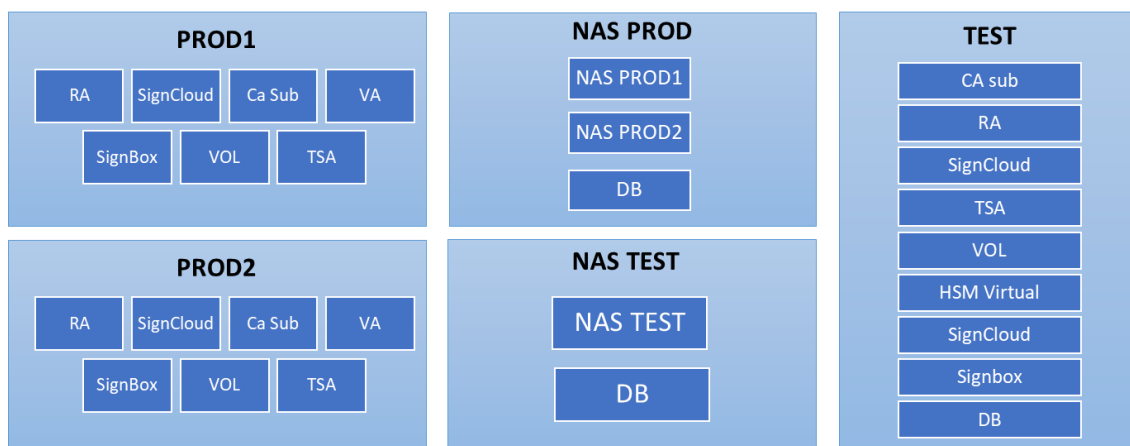 PROD1
RA
SignCloud
Ca Sub
VA
SignBox
VOL
TSA
PROD2
RA
SignCloud
Ca Sub
VA
SignBox
VOL
TSA
NAS PROD
NAS PROD1
NAS PROD2
DB
NAS TEST
NAS TEST
DB
TEST
CA sub
RA
SignCloud
TSA
VOL
HSM Virtual
SignCloud
Signbox
DB